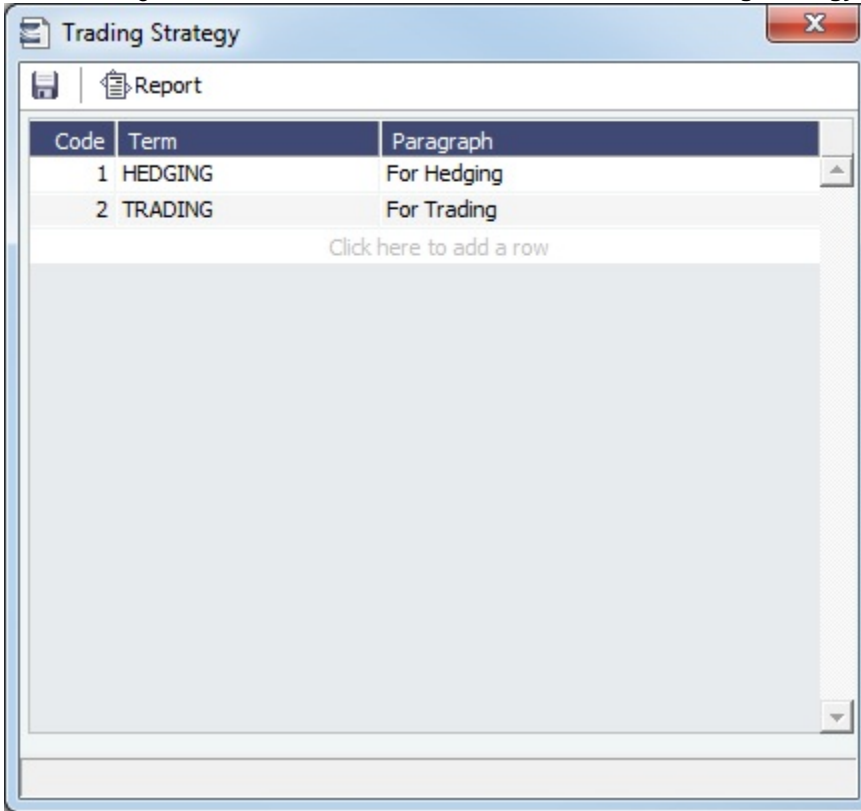 Trading Strategy
Report
Code Term Paragraph
1 HEDGING For Hedging
2 TRADING For Trading
Click here to add a row